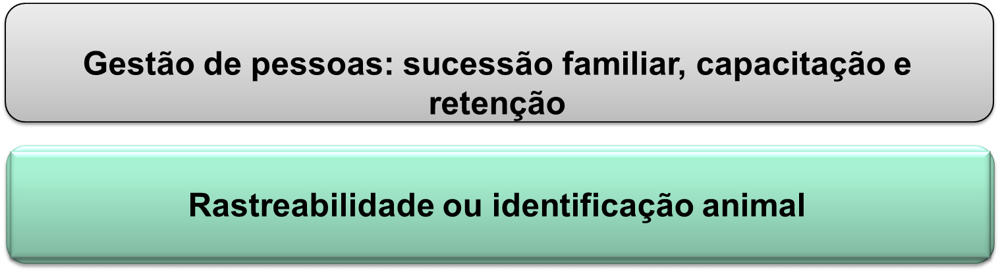 Gestão de pessoas: sucessão familiar, capacitação e
retenção
Rastreabilidade ou identificação animal